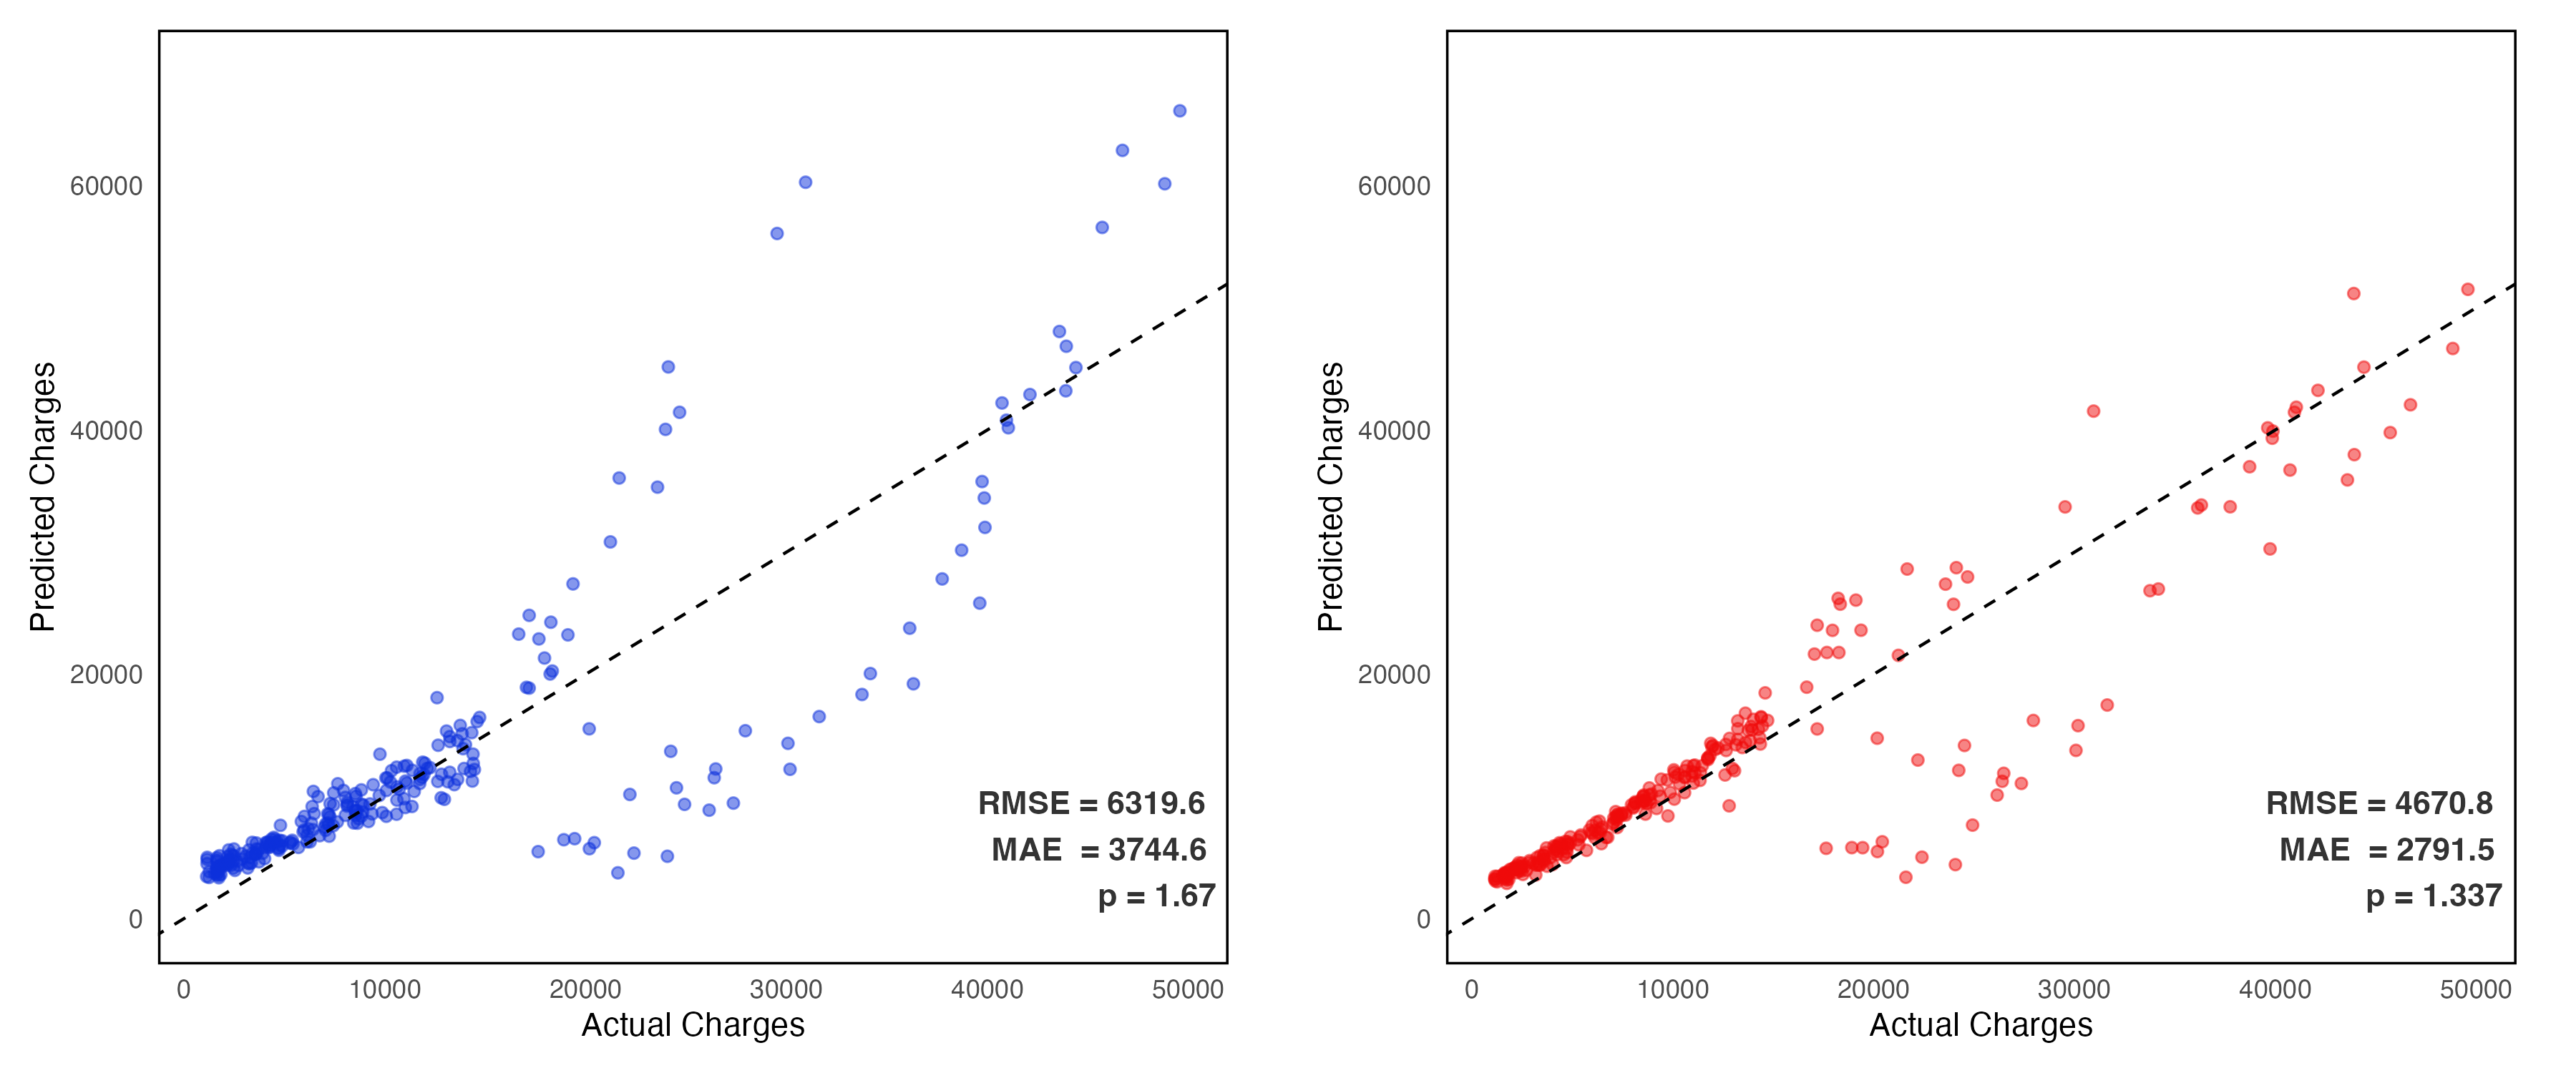 Predicted Charges
60000
40000
20000
0
RMSE = 6319.6
MAE  = 3744.6
p = 1.67
0 10000 20000 30000 40000 50000
Actual Charges
Predicted Charges
60000
40000
20000
0
RMSE = 4670.8
MAE  = 2791.5
p = 1.337
0 10000 20000 30000 40000 50000
Actual Charges